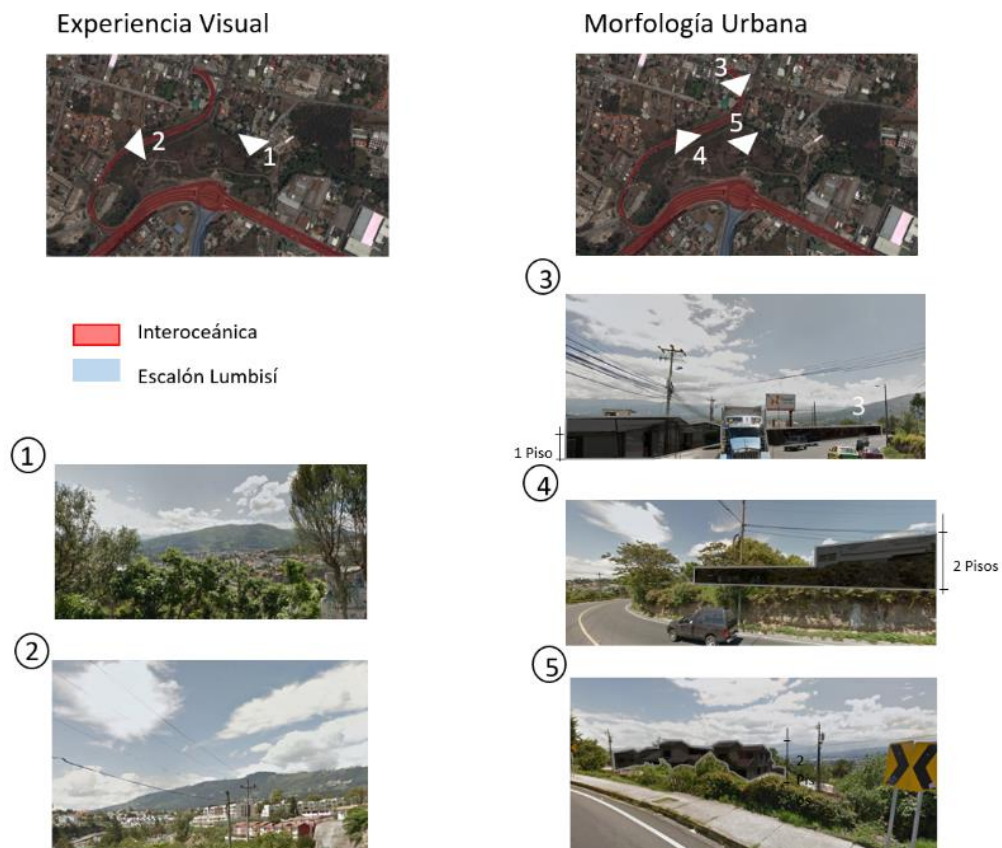 Experiencia Visual
2
1
Interoceánica
Escalón Lumbisí
1
2
Morfología Urbana
3
5
4
3
3
1 Piso
4
2 Pisos
5
2
Pis